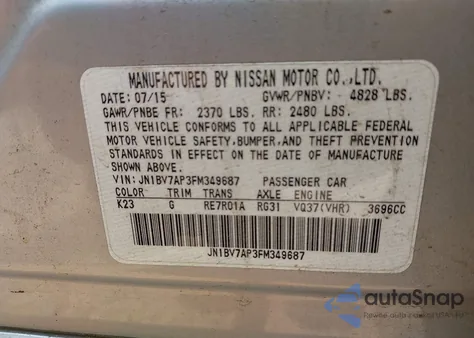 MANUFACTURED BY NISSAN MOTOR CO.,LTD.
DATE: 07/15 GVWR/PNBV: 4828 LBS.
GAWR/PNBE FR: 2370 LBS. RR: 2480 LBS.
THIS VEHICLE CONFORMS TO ALL APPLICABLE FEDERAL
MOTOR VEHICLE SAFETY, BUMPER, AND THEFT PREVENTION
STANDARDS IN EFFECT ON THE DATE OF MANUFACTURE
SHOWN ABOVE.
VIN: JN1BV7AP3FM349687 PASSENGER CAR
COLOR TRIM TRANS AXLE ENGINE
K23 G RE7R01A RG31 VQ37(VHR) 3696CC
JN1BV7AP3FM349687
autoSnap